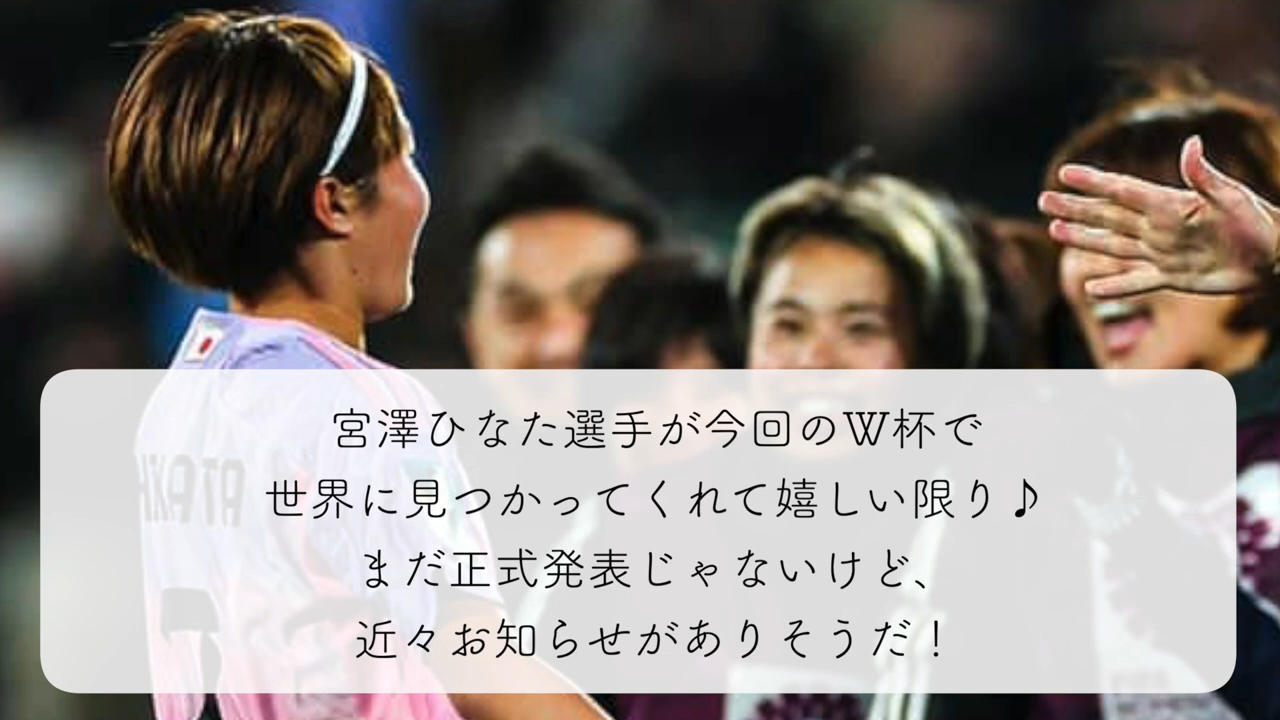 宮澤ひなた選手が今回のW杯で
世界に見つかってくれて嬉しい限り♪
まだ正式発表じゃないけど、
近々お知らせがありそうだ！